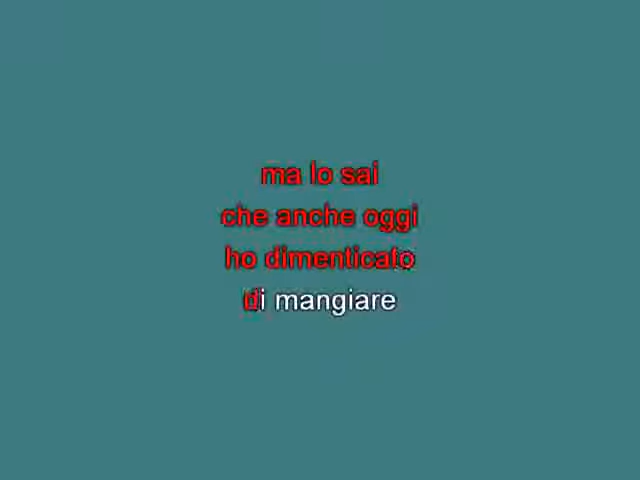 ma lo sai
che anche oggi
ho dimenticato
di mangiare